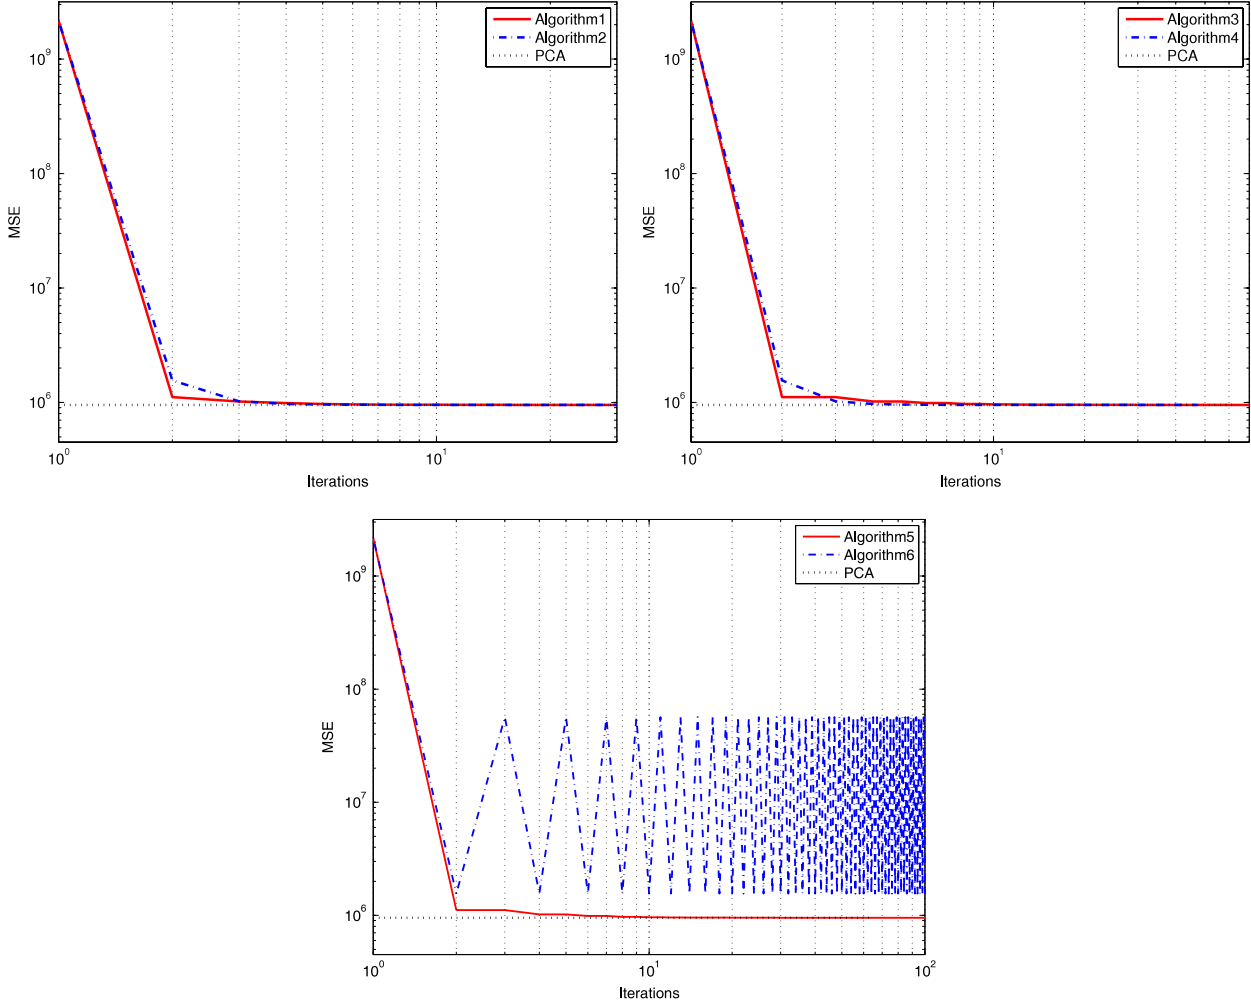 Algorithm1
Algorithm2
PCA
10^9
10^8
10^7
10^6
MSE
10^0
10^1
Iterations
Algorithm3
Algorithm4
PCA
10^9
10^8
10^7
10^6
MSE
10^0
10^1
Iterations
Algorithm5
Algorithm6
PCA
10^9
10^8
10^7
10^6
MSE
10^0
10^1
10^2
Iterations